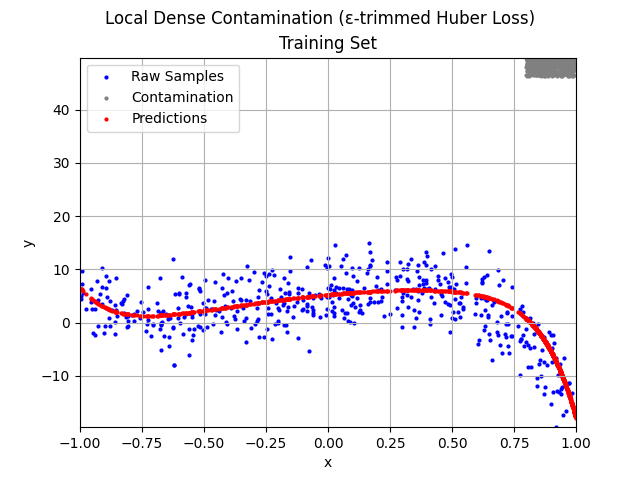 Local Dense Contamination (ε-trimmed Huber Loss)
Training Set
Raw Samples
Contamination
Predictions
40
30
20
10
0
−10
y
−1.00 −0.75 −0.50 −0.25 0.00 0.25 0.50 0.75 1.00
x